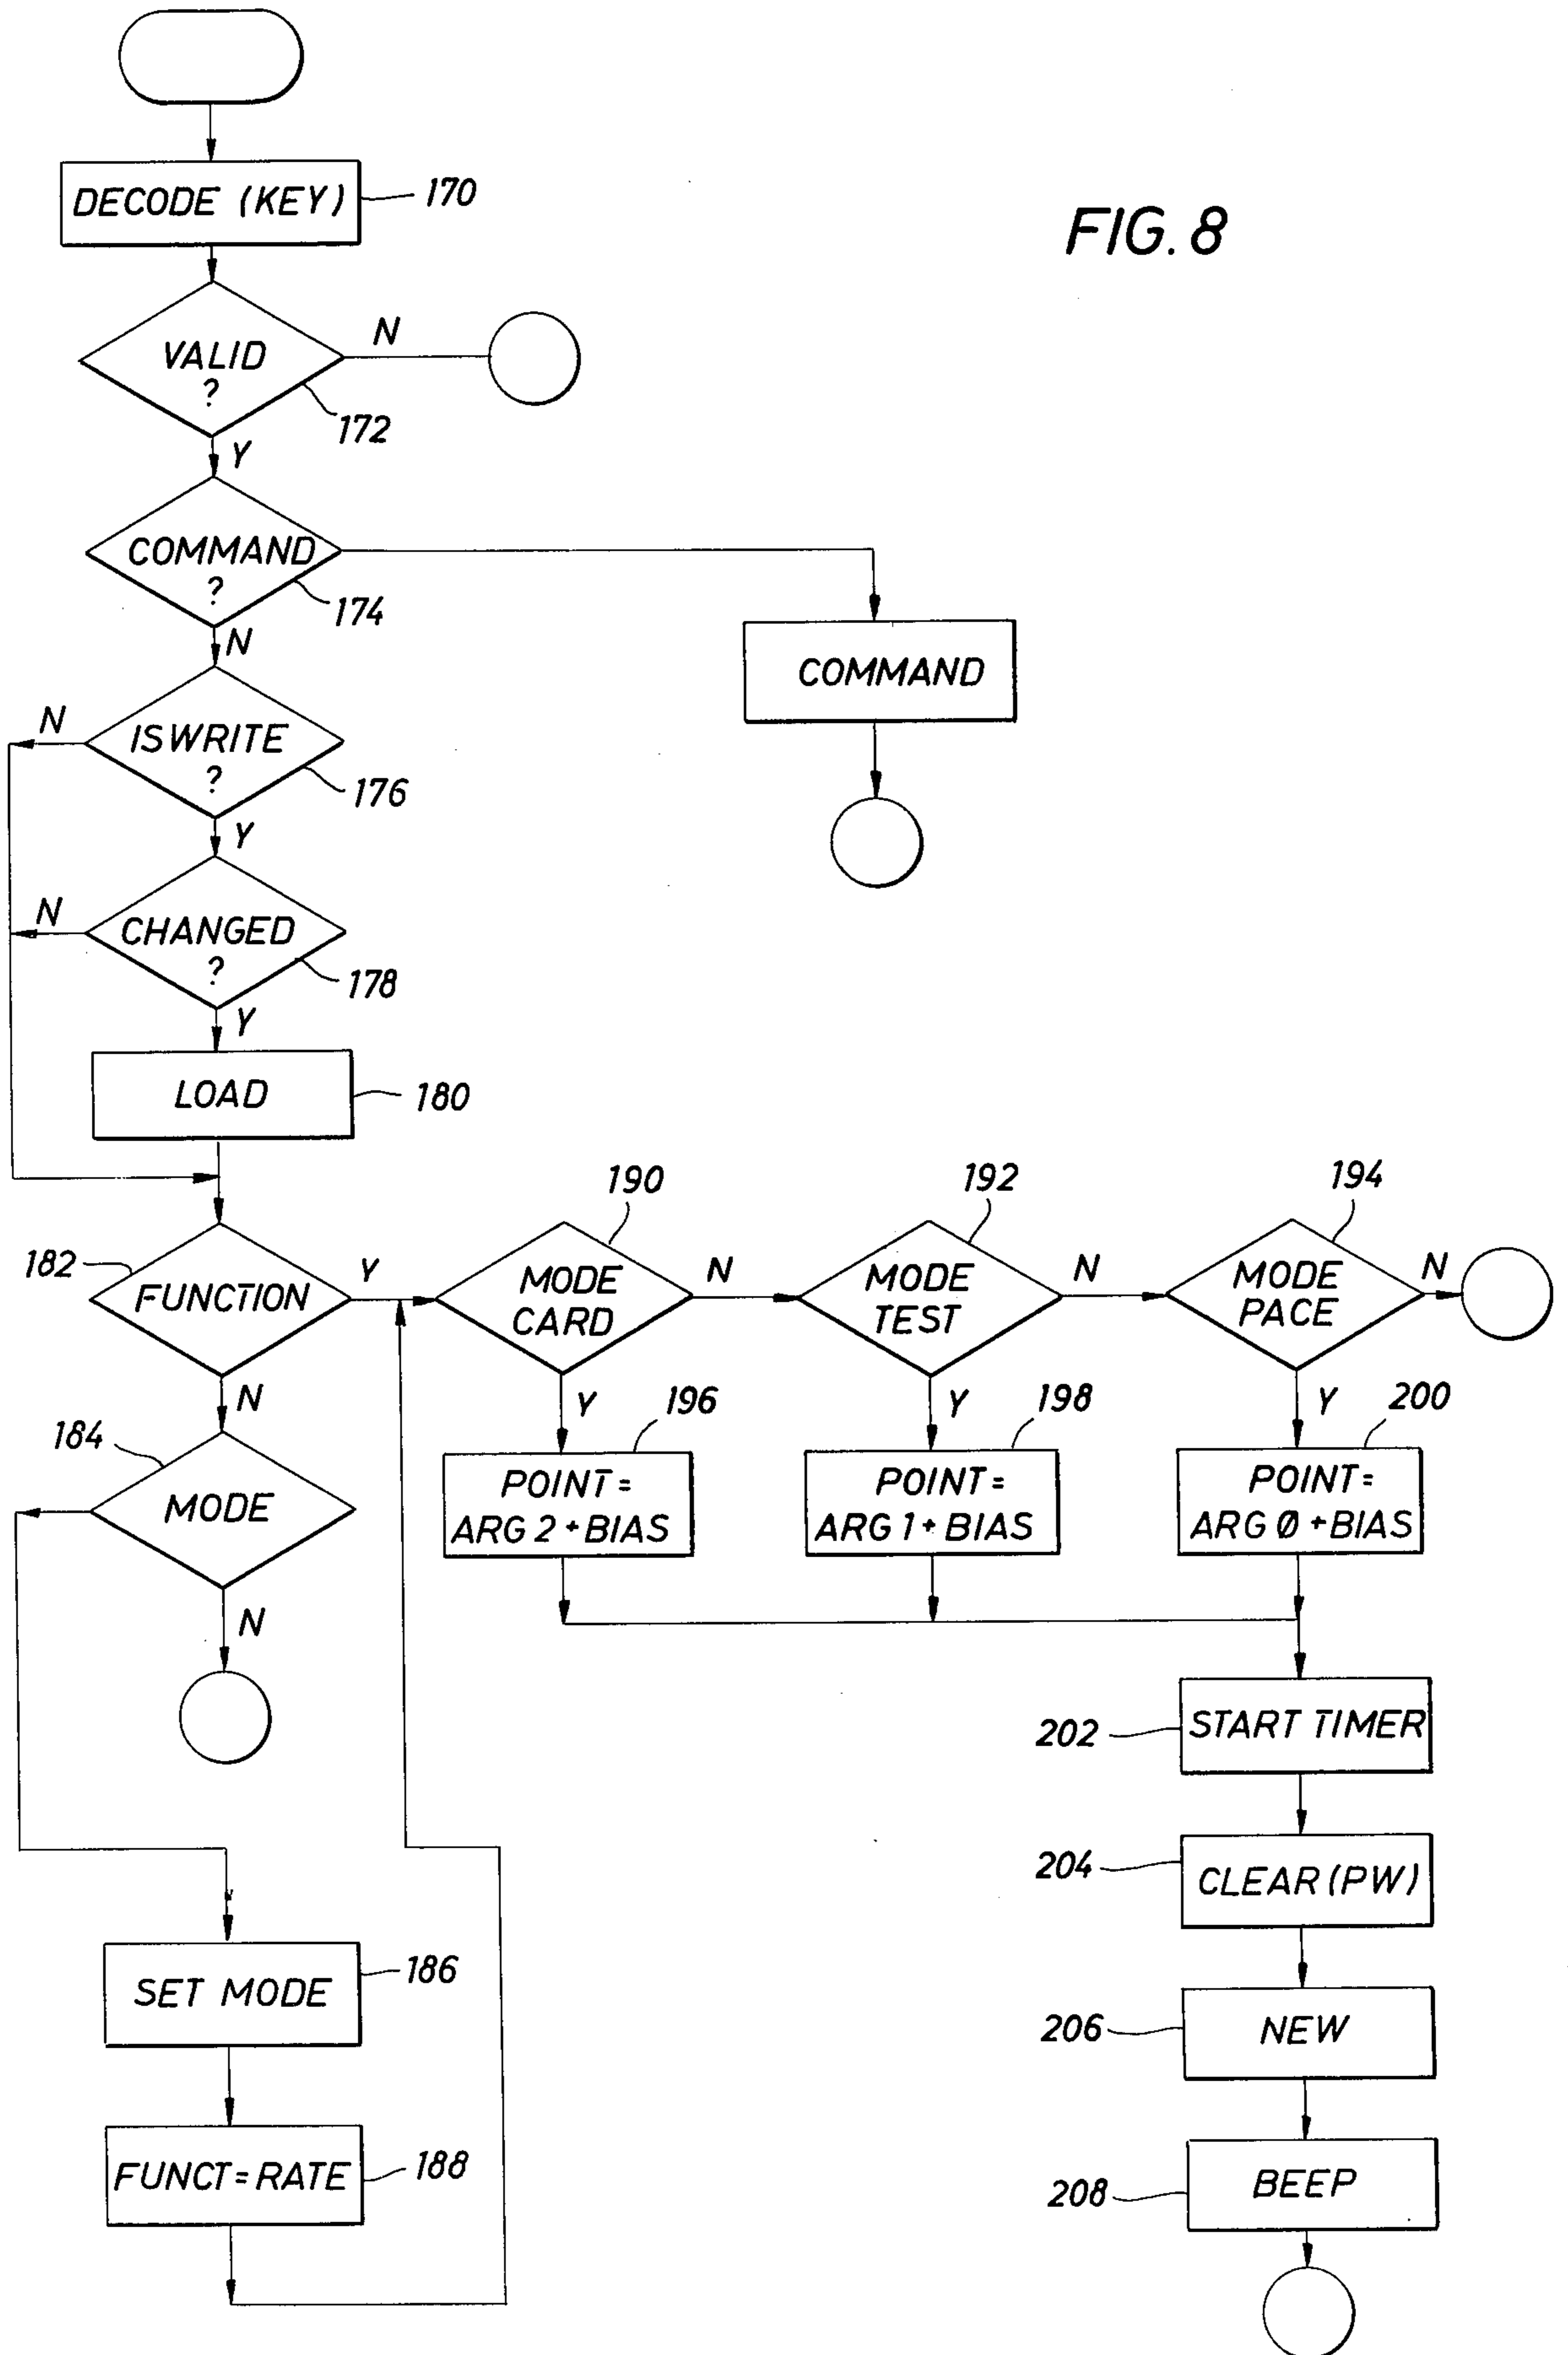 FIG. 8
DECODE (KEY)
170
VALID
?
N
172
Y
COMMAND
?
174
N
COMMAND
ISWRITE
?
N
176
Y
CHANGED
?
N
178
Y
LOAD
180
182
FUNCTION
Y
N
190
MODE
CARD
N
Y
192
MODE
TEST
N
Y
194
MODE
PACE
N
Y
196
POINT=
ARG 2 + BIAS
198
POINT=
ARG 1 + BIAS
200
POINT=
ARG Ø + BIAS
184
MODE
N
202
START TIMER
204
CLEAR (PW)
186
SET MODE
206
NEW
188
FUNCT = RATE
208
BEEP